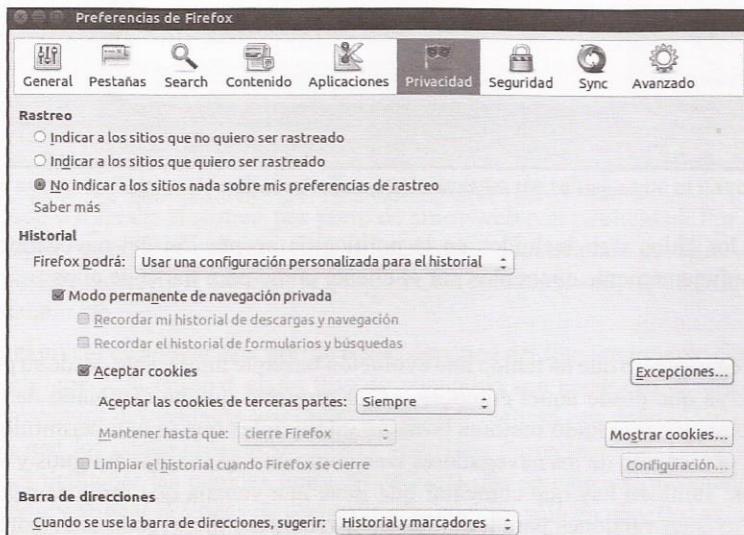 Preferencias de Firefox
General Pestañas Search Contenido Aplicaciones Privacidad Seguridad Sync Avanzado
Rastreo
Indicar a los sitios que no quiero ser rastreado
Indicar a los sitios que quiero ser rastreado
No indicar a los sitios nada sobre mis preferencias de rastreo
Saber más
Historial
Firefox podrá: Usar una configuración personalizada para el historial
Modo permanente de navegación privada
Recordar mi historial de descargas y navegación
Recordar el historial de formularios y búsquedas
Aceptar cookies Excepciones...
Aceptar las cookies de terceras partes: Siempre
Mantener hasta que: cierre Firefox Mostrar cookies...
Limpiar el historial cuando Firefox se cierre Configuración...
Barra de direcciones
Cuando se use la barra de direcciones, sugerir: Historial y marcadores